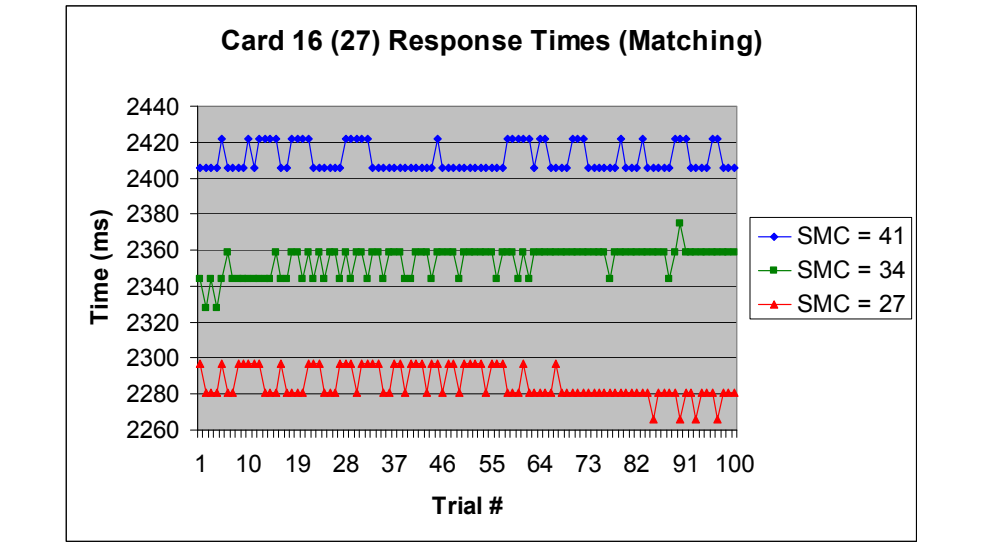 Card 16 (27) Response Times (Matching)
Time (ms)
2440
2420
2400
2380
2360
2340
2320
2300
2280
2260
1 10 19 28 37 46 55 64 73 82 91 100
Trial #
SMC = 41
SMC = 34
SMC = 27